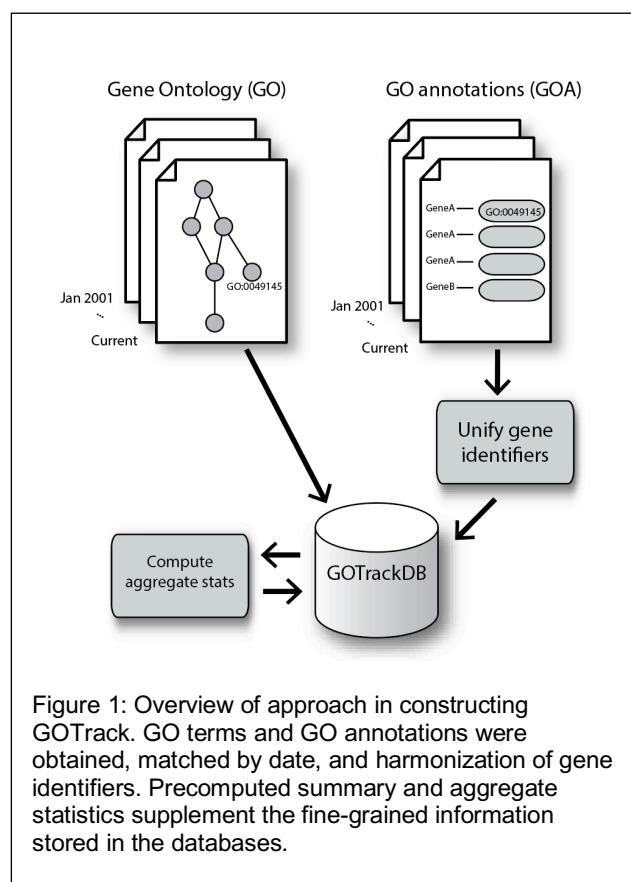 Gene Ontology (GO)
GO annotations (GOA)
GO:0049145
Jan 2001
...
Current
GeneA
GO:0049145
GeneA
GeneA
GeneB
Jan 2001
...
Current
Unify gene
identifiers
Compute
aggregate stats
GOTrackDB
Figure 1: Overview of approach in constructing
GOTrack. GO terms and GO annotations were
obtained, matched by date, and harmonization of gene
identifiers. Precomputed summary and aggregate
statistics supplement the fine-grained information
stored in the databases.